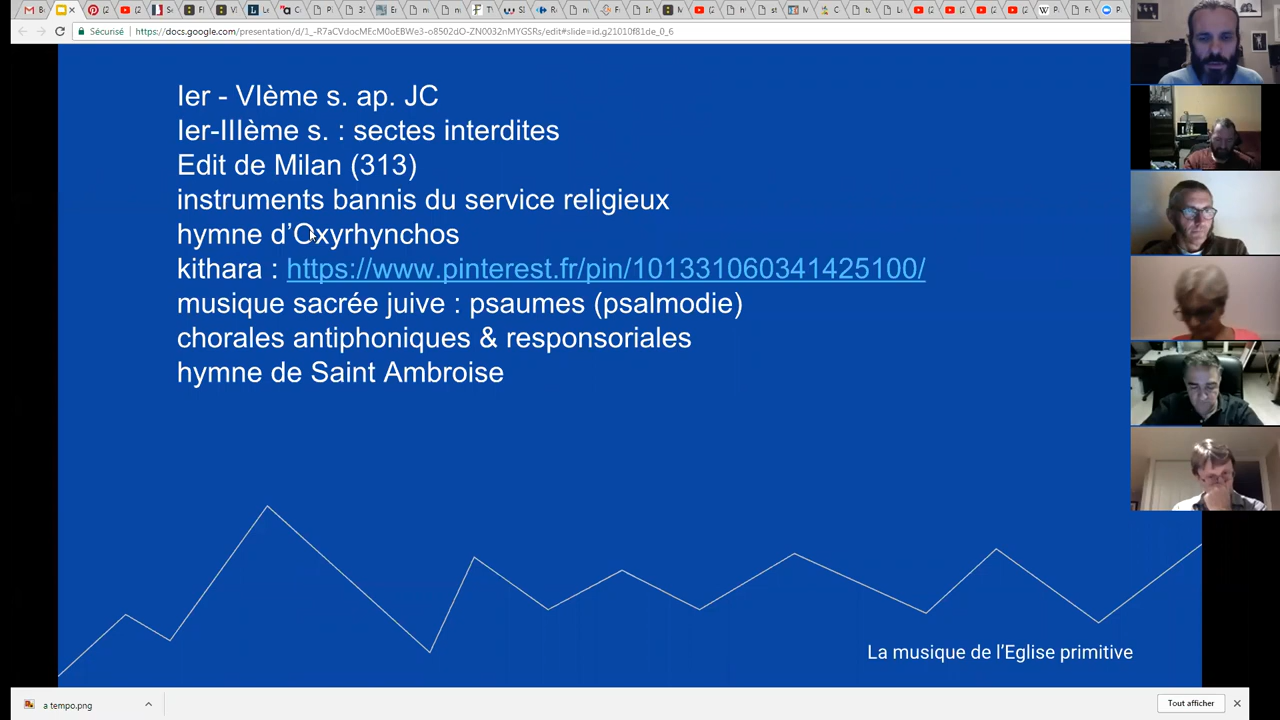 Sécurisé
https://docs.google.com/presentation/d/1_-R7aCVdocMEcM0oEBWe3-o8502dO-ZN0032nMYGSRs/edit#slide=id.g21010f81de_0_6
Ier - VIème s. ap. JC
Ier-IIIème s. : sectes interdites
Edit de Milan (313)
instruments bannis du service religieux
hymne d’Oxyrhynchos
kithara : https://www.pinterest.fr/pin/101331060341425100/
musique sacrée juive : psaumes (psalmodie)
chorales antiphoniques & responsoriales
hymne de Saint Ambroise
La musique de l’Eglise primitive
a tempo.png
Tout afficher